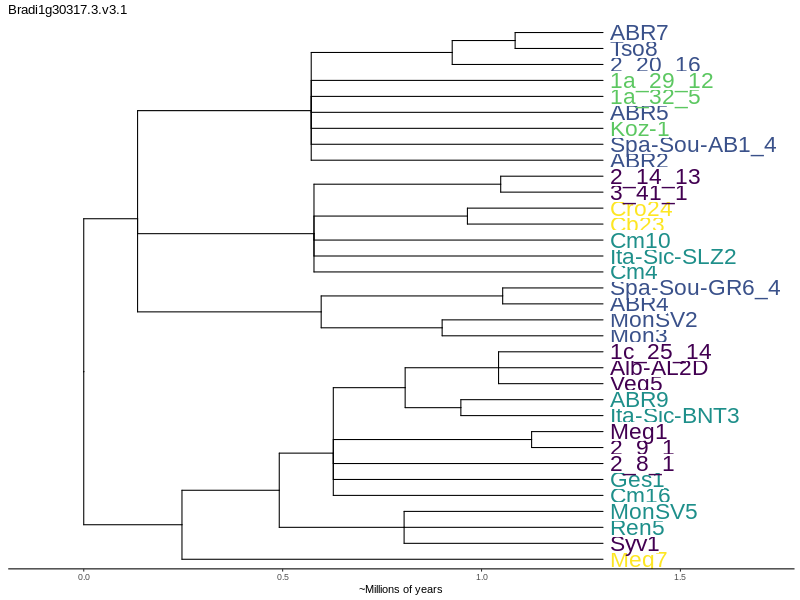 Bradi1g30317.3.v3.1
ABR7
Tso8
2_20_16
1a_29_12
1a_32_5
ABR5
Koz-1
Spa-Sou-AB1_4
ABR2
2_14_13
3_41_1
Cro24
Cb23
Cm10
Ita-Sic-SLZ2
Cm4
Spa-Sou-GR6_4
ABR4
MonSV2
Mon3
1c_25_14
Alb-AL2D
Veg5
ABR9
Ita-Sic-BNT3
Meg1
2_9_1
2_8_1
Ges1
Cm16
MonSV5
Ren5
Syv1
Meg7
0.0 0.5 1.0 1.5
~Millions of years